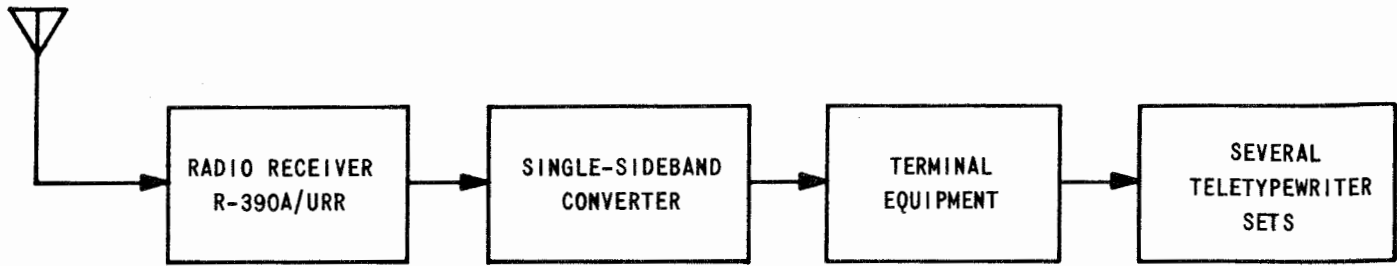 RADIO RECEIVER
R-390A/URR
SINGLE-SIDEBAND
CONVERTER
TERMINAL
EQUIPMENT
SEVERAL
TELETYPEWRITER
SETS